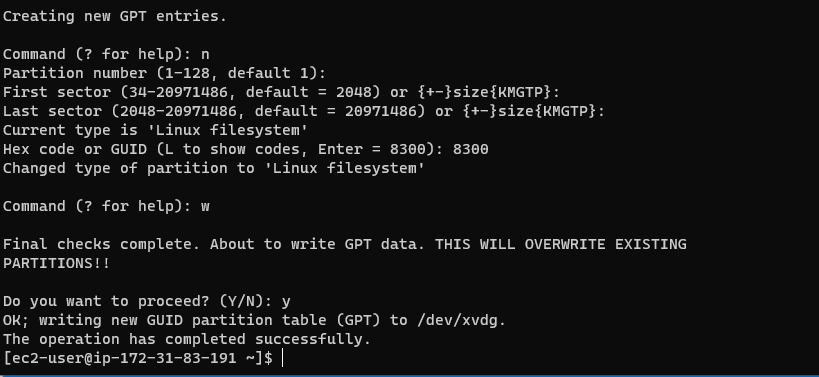 Creating new GPT entries.
Command (? for help): n
Partition number (1-128, default 1):
First sector (34-20971486, default = 2048) or {+-}size{KMGTP}:
Last sector (2048-20971486, default = 20971486) or {+-}size{KMGTP}:
Current type is 'Linux filesystem'
Hex code or GUID (L to show codes, Enter = 8300): 8300
Changed type of partition to 'Linux filesystem'
Command (? for help): w
Final checks complete. About to write GPT data. THIS WILL OVERWRITE EXISTING
PARTITIONS!!
Do you want to proceed? (Y/N): y
OK; writing new GUID partition table (GPT) to /dev/xvdg.
The operation has completed successfully.
[ec2-user@ip-172-31-83-191 ~]$